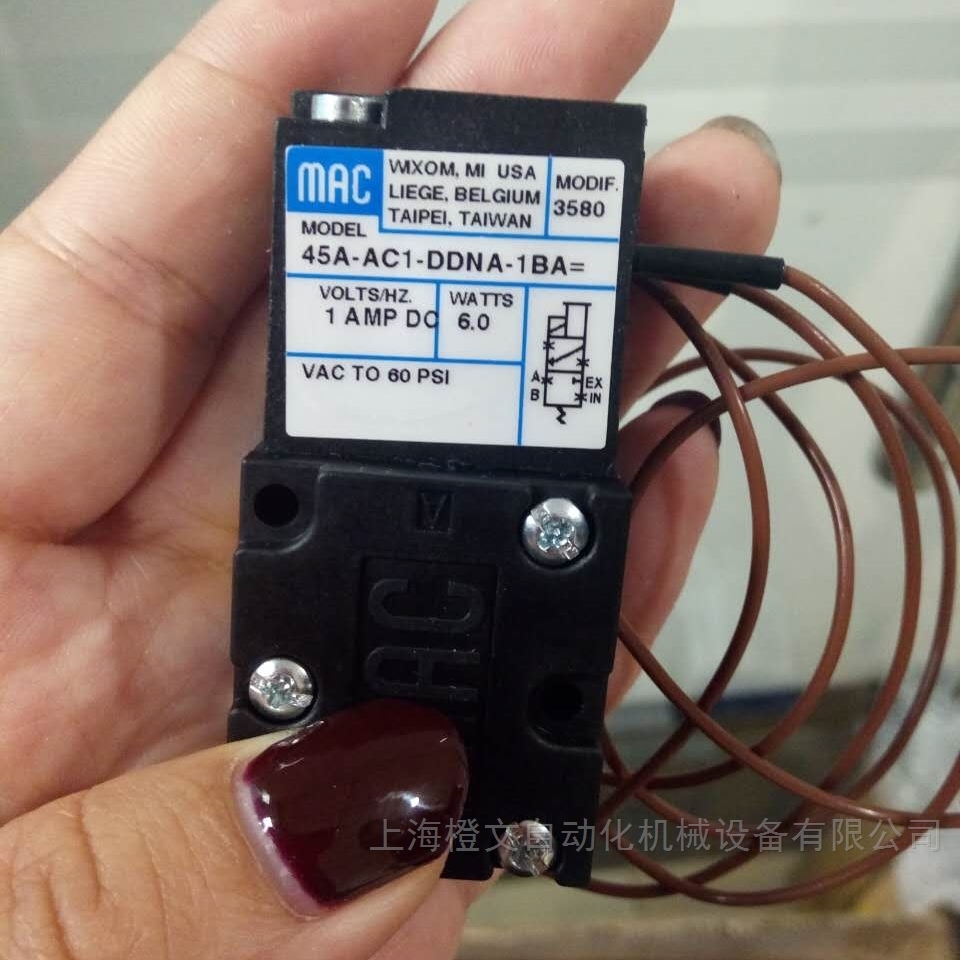 MAC
WIXOM, MI USA
LIEGE, BELGIUM
TAIPEI, TAIWAN
MODIF.
3580
MODEL
45A-AC1-DDNA-1BA=
VOLTS/HZ.
1 AMP DC
WATTS
6.0
VAC TO 60 PSI
A EX
B IN
AC
上海橙文自动化机械设备有限公司